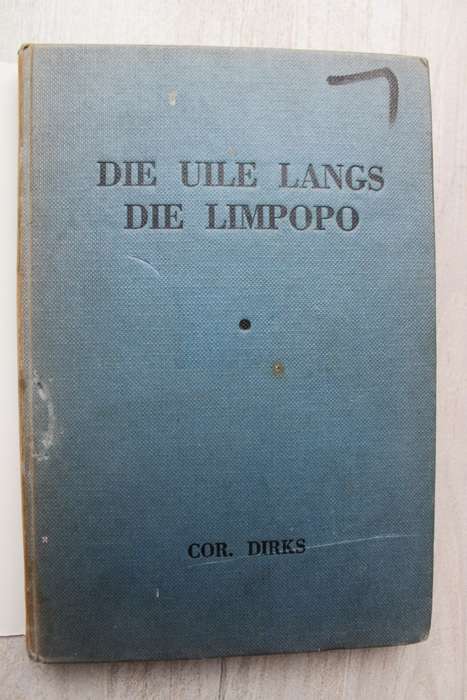 DIE UILE LANGS
DIE LIMPOPO
COR. DIRKS